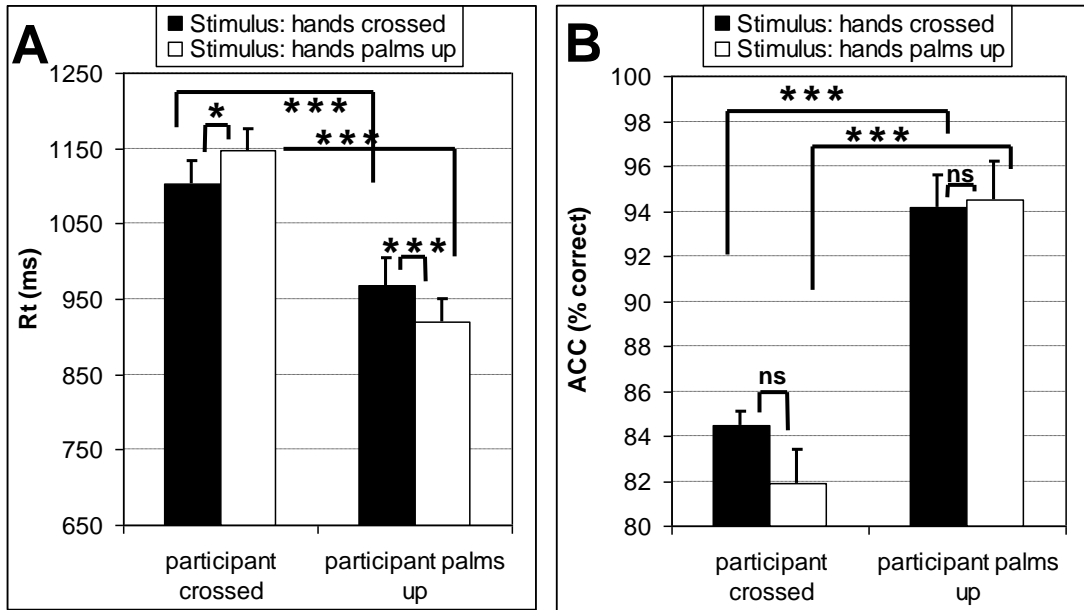 A
Stimulus: hands crossed
Stimulus: hands palms up
1250
1150
1050
950
850
750
650
Rt (ms)
* * *
*
* * *
* * *
participant crossed
participant palms up
B
Stimulus: hands crossed
Stimulus: hands palms up
100
98
96
94
92
90
88
86
84
82
80
ACC (% correct)
* * *
* * *
ns
ns
participant
crossed
participant palms
up